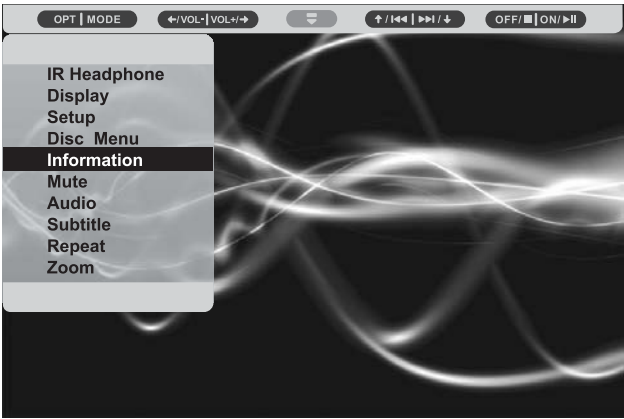 OPT | MODE
←/VOL- | VOL+/→
↑/I◀◀ | ▶▶I/↓
OFF/■ | ON/▶II
IR Headphone
Display
Setup
Disc Menu
Information
Mute
Audio
Subtitle
Repeat
Zoom